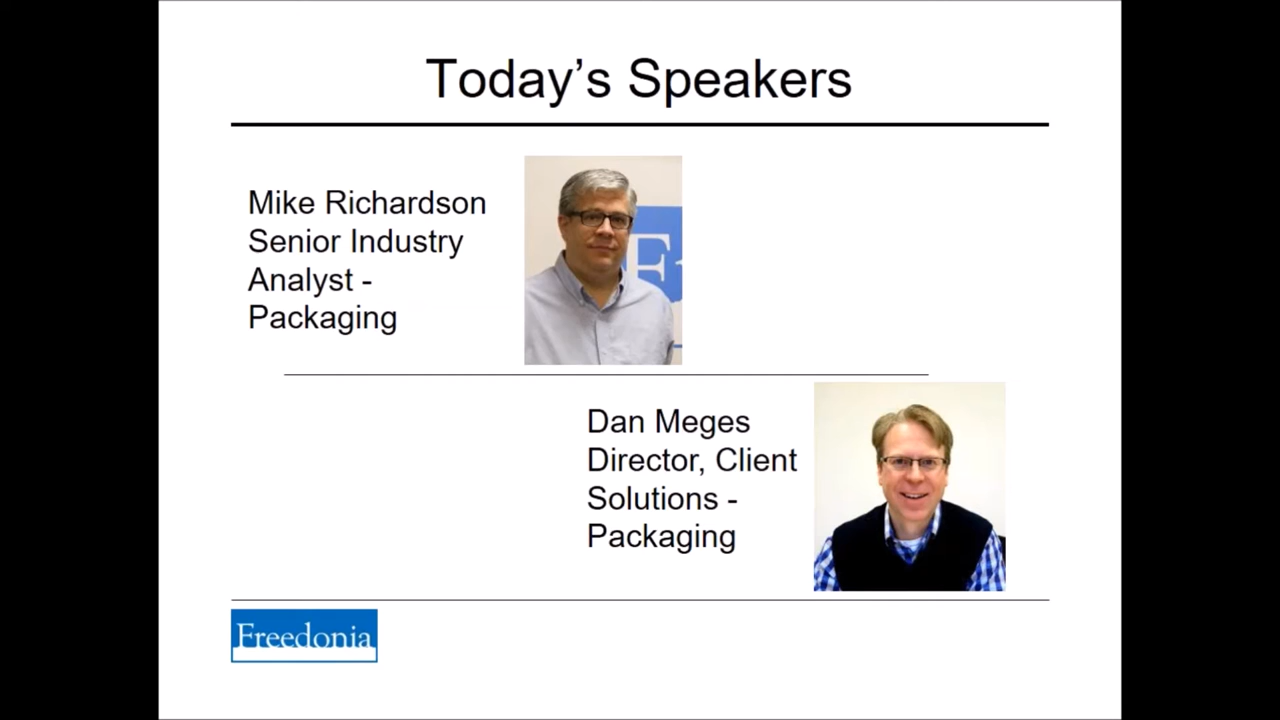 Today’s Speakers
Mike Richardson
Senior Industry
Analyst -
Packaging
F
Dan Meges
Director, Client
Solutions -
Packaging
Freedonia